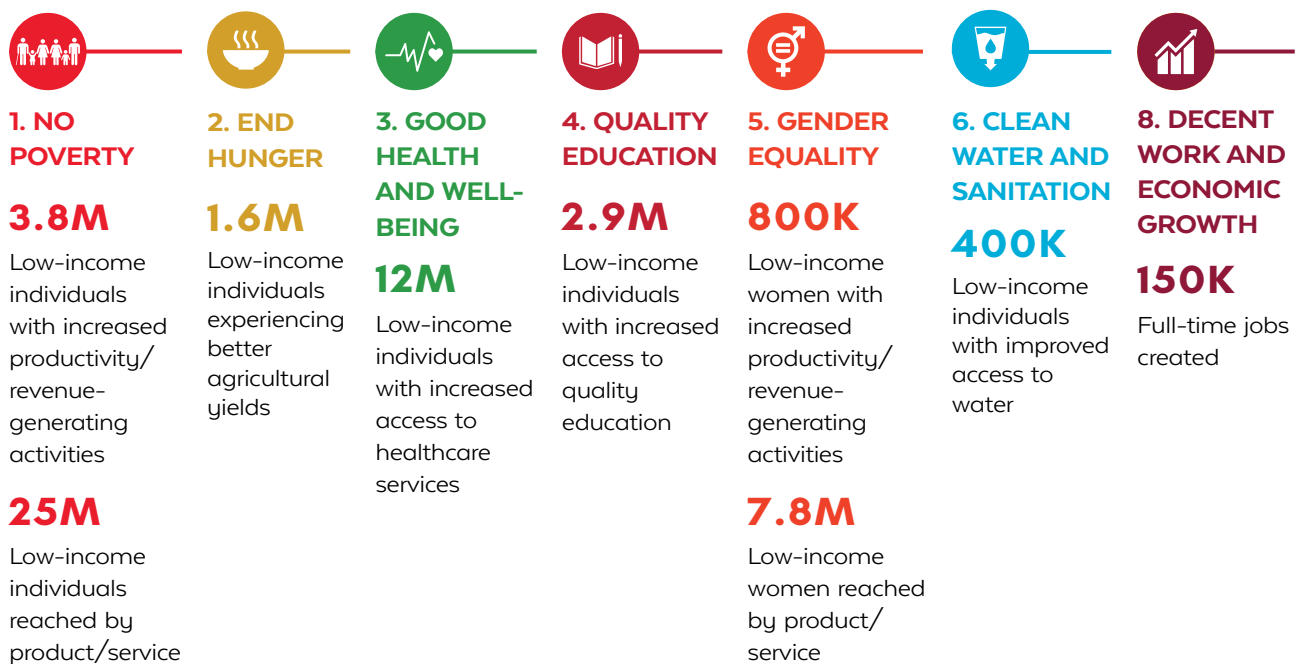 1. NO
POVERTY
3.8M
Low-income
individuals
with increased
productivity/
revenue-
generating
activities
25M
Low-income
individuals
reached by
product/service
2. END
HUNGER
1.6M
Low-income
individuals
experiencing
better
agricultural
yields
3. GOOD
HEALTH
AND WELL-
BEING
12M
Low-income
individuals
with increased
access to
healthcare
services
4. QUALITY
EDUCATION
2.9M
Low-income
individuals
with increased
access to
quality
education
5. GENDER
EQUALITY
800K
Low-income
women with
increased
productivity/
revenue-
generating
activities
7.8M
Low-income
women reached
by product/
service
6. CLEAN
WATER AND
SANITATION
400K
Low-income
individuals
with improved
access to
water
8. DECENT
WORK AND
ECONOMIC
GROWTH
150K
Full-time jobs
created